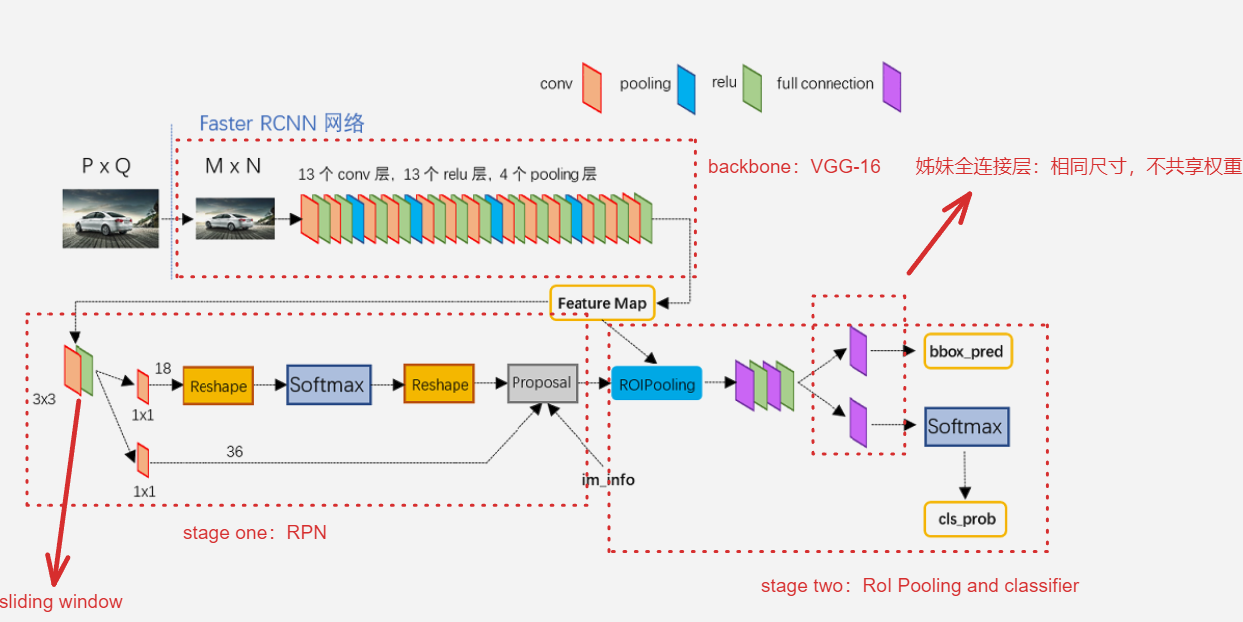 conv
pooling
relu
full connection
Faster RCNN 网络
P x Q
M x N
13 个 conv 层，13 个 relu 层，4 个 pooling 层
backbone：VGG-16
姊妹全连接层：相同尺寸，不共享权重
Feature Map
3x3
18
1x1
Reshape
Softmax
Reshape
Proposal
ROIPooling
bbox_pred
Softmax
36
1x1
im_info
cls_prob
stage one：RPN
stage two：RoI Pooling and classifier
sliding window